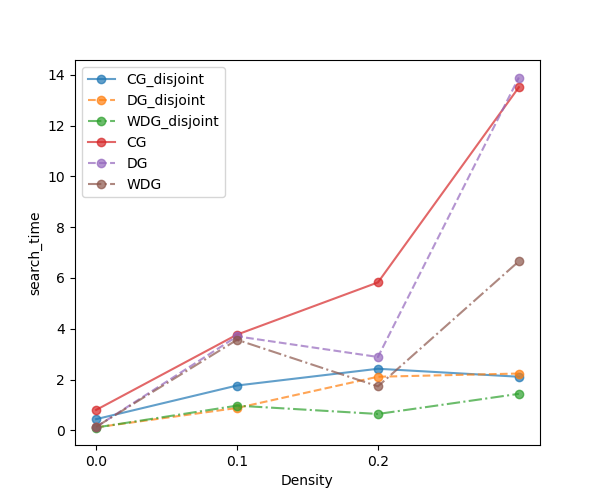 14
12
10
8
6
4
2
0
search_time
CG_disjoint
DG_disjoint
WDG_disjoint
CG
DG
WDG
0.0 0.1 0.2
Density